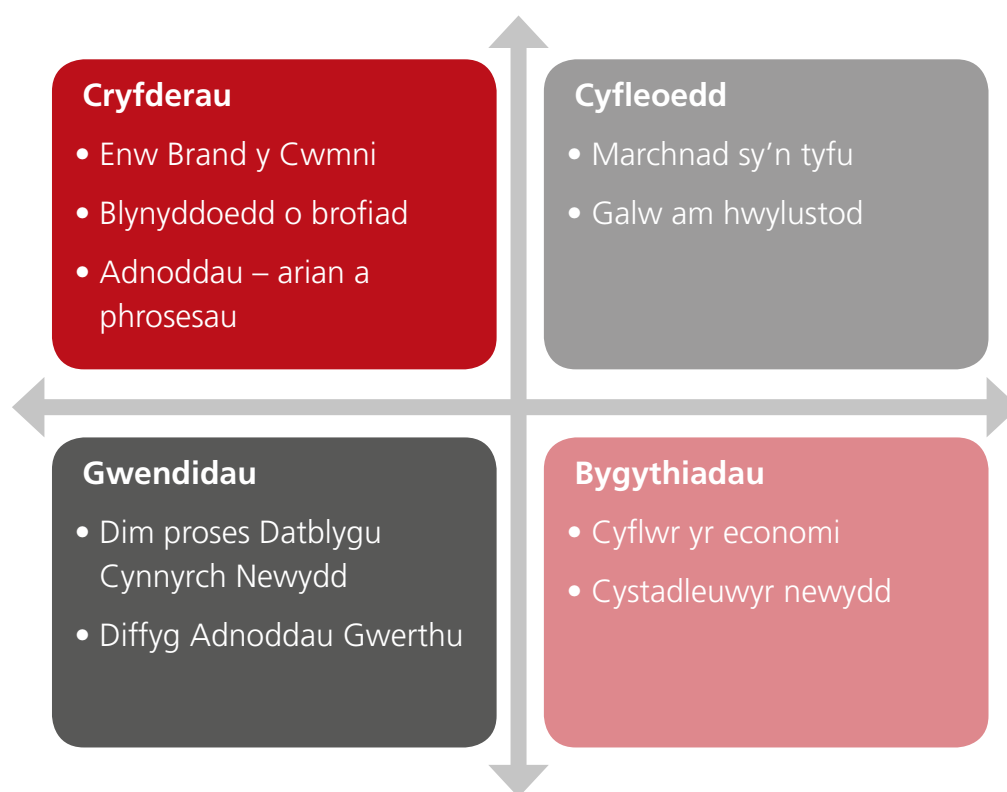 Cryfderau
• Enw Brand y Cwmni
• Blynyddoedd o brofiad
• Adnoddau – arian a
phrosesau
Cyfleoedd
• Marchnad sy'n tyfu
• Galw am hwylustod
Gwendidau
• Dim proses Datblygu
Cynnyrch Newydd
• Diffyg Adnoddau Gwerthu
Bygythiadau
• Cyflwr yr economi
• Cystadleuwyr newydd